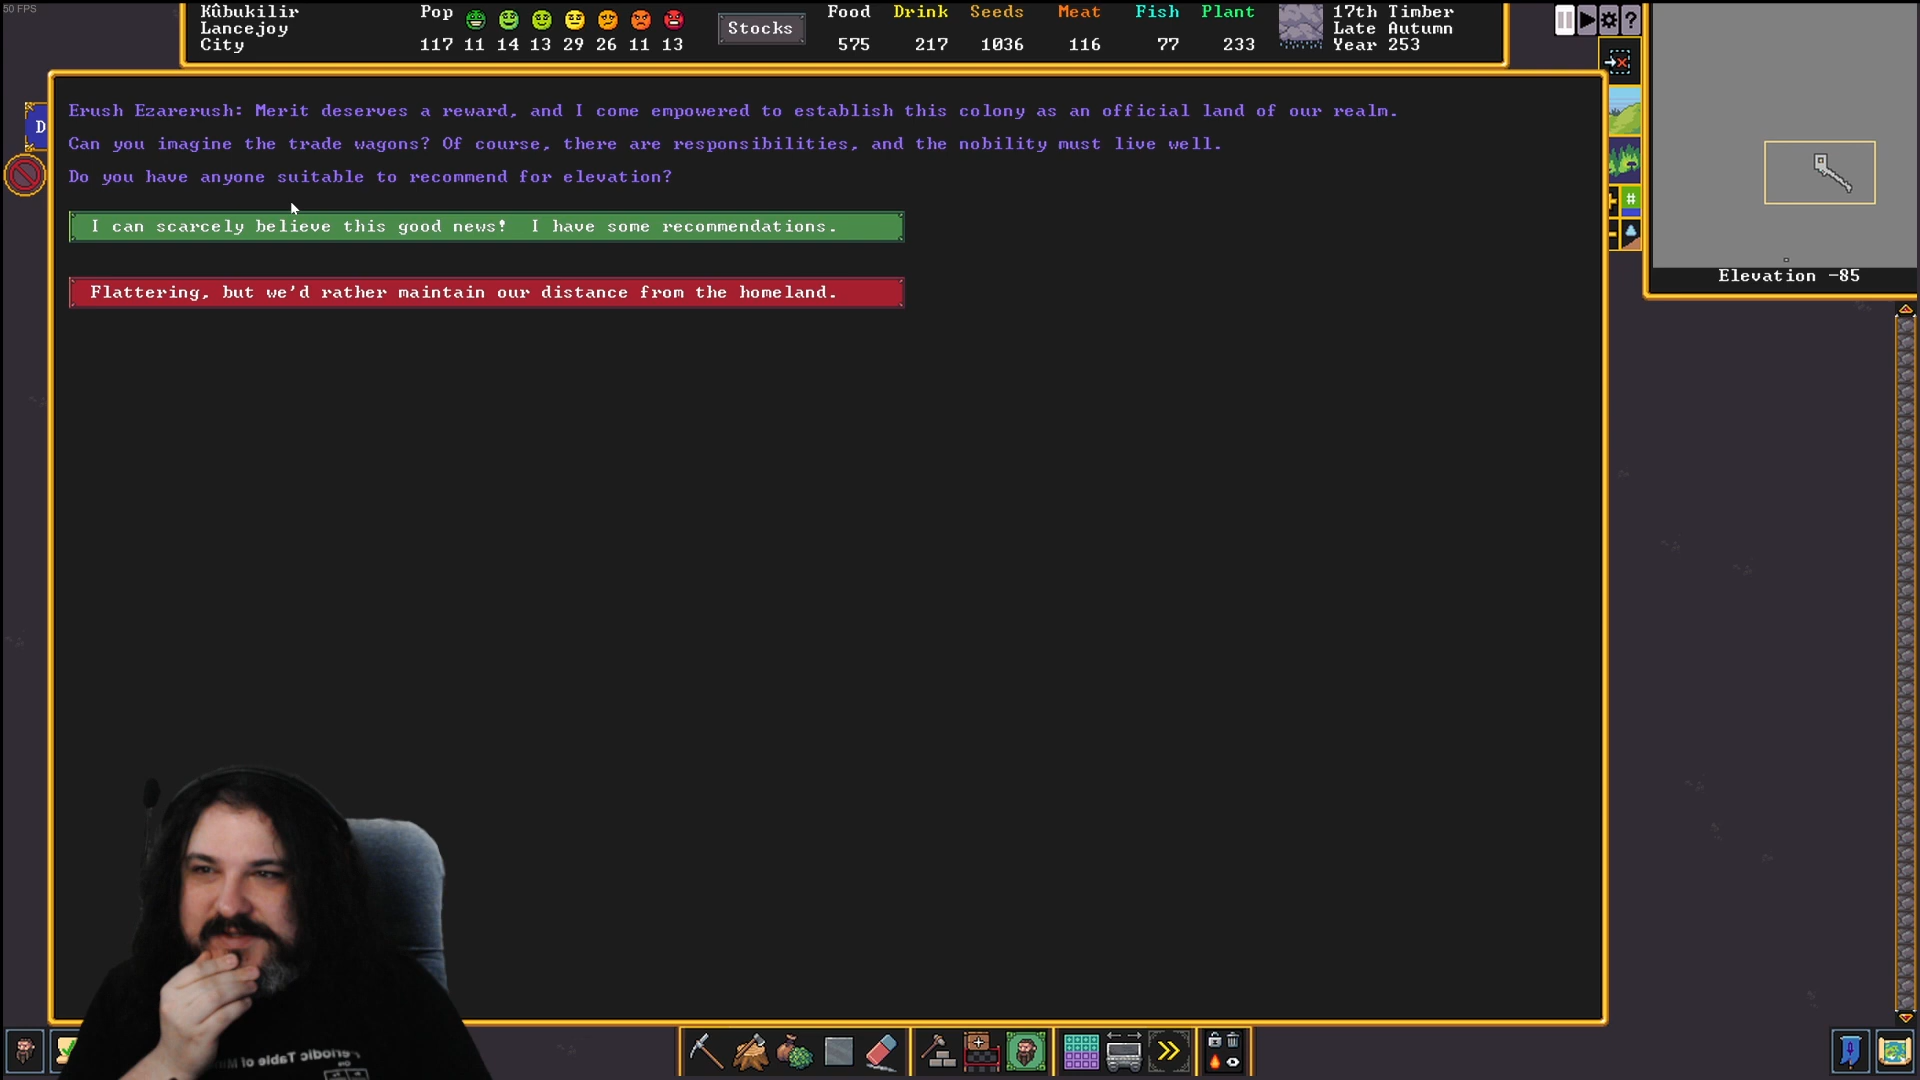 50 FPS
Kûbukilir
Lancejoy
City
Pop
117 11 14 13 29 26 11 13
Stocks
Food Drink Seeds Meat Fish Plant
575 217 1036 116 77 233
17th Timber
Late Autumn
Year 253
D
Erush Ezarerush: Merit deserves a reward, and I come empowered to establish this colony as an official land of our realm.
Can you imagine the trade wagons? Of course, there are responsibilities, and the nobility must live well.
Do you have anyone suitable to recommend for elevation?
I can scarcely believe this good news! I have some recommendations.
Flattering, but we'd rather maintain our distance from the homeland.
Elevation -85
Periodic Table of